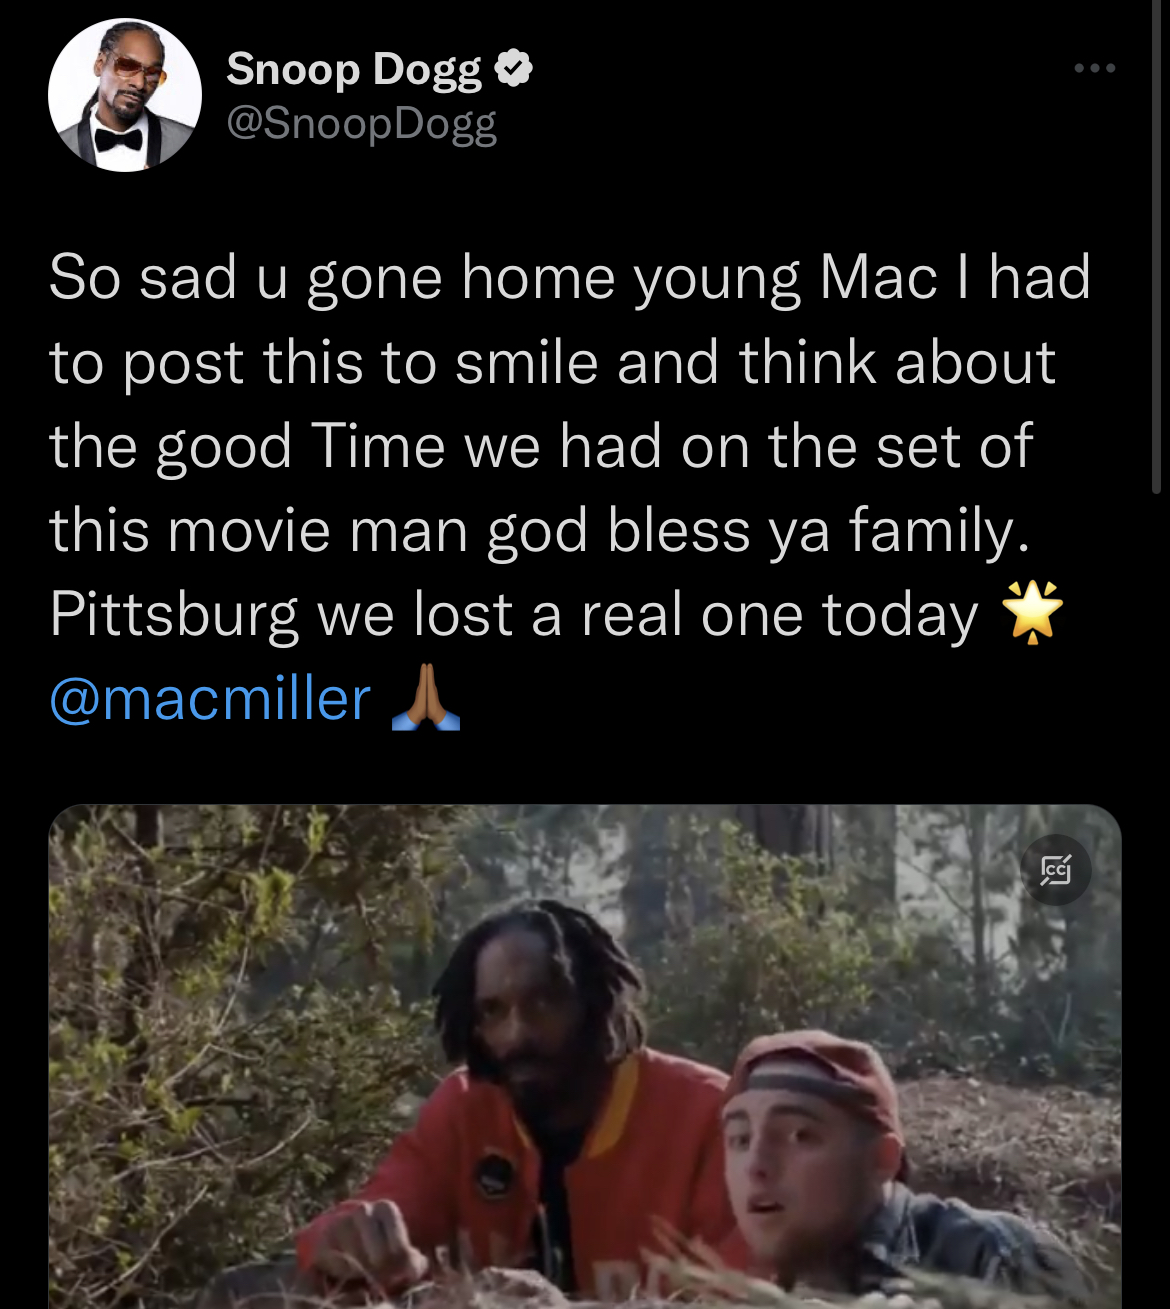 Snoop Dogg
@SnoopDogg
So sad u gone home young Mac I had
to post this to smile and think about
the good Time we had on the set of
this movie man god bless ya family.
Pittsburg we lost a real one today 🌟
@macmiller 🙏🏾
CC